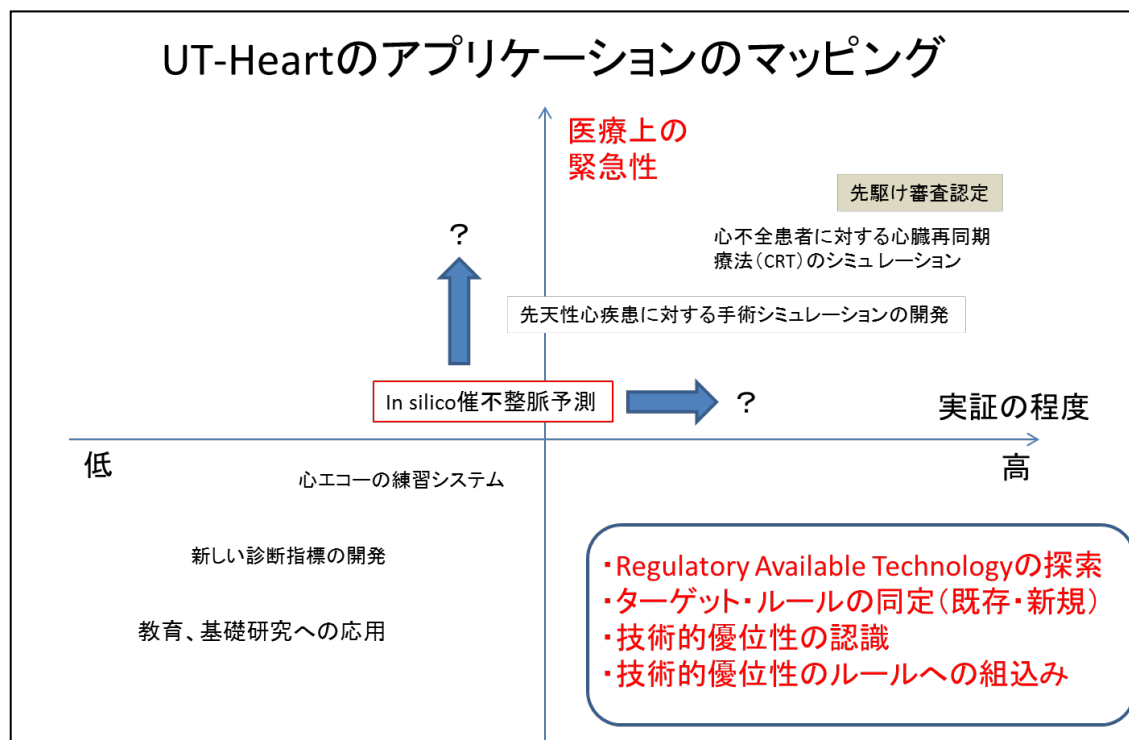 UT-Heartのアプリケーションのマッピング
医療上の
緊急性
先駆け審査認定
?
心不全患者に対する心臓再同期
療法(CRT)のシミュレーション
先天性心疾患に対する手術シミュレーションの開発
In silico催不整脈予測
?
実証の程度
低
高
心エコーの練習システム
新しい診断指標の開発
教育、基礎研究への応用
・Regulatory Available Technologyの探索
・ターゲット・ルールの同定(既存・新規)
・技術的優位性の認識
・技術的優位性のルールへの組込み